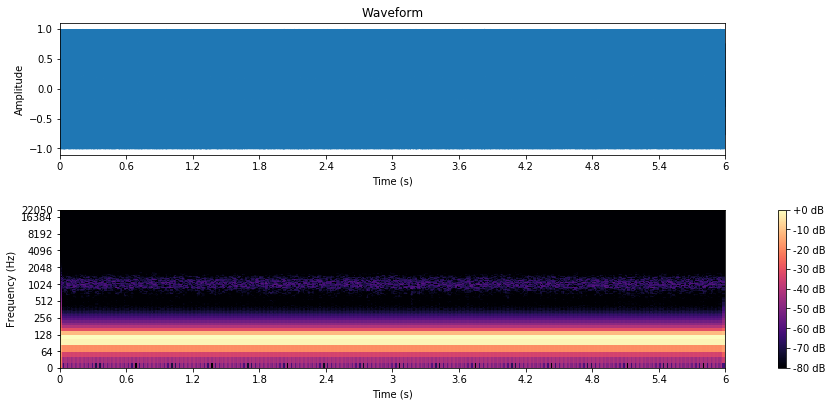 Waveform
1.0
0.5
0.0
−0.5
−1.0
Amplitude
0 0.6 1.2 1.8 2.4 3 3.6 4.2 4.8 5.4 6
Time (s)
22050
16384
8192
4096
2048
1024
512
256
128
64
0
Frequency (Hz)
0 0.6 1.2 1.8 2.4 3 3.6 4.2 4.8 5.4 6
Time (s)
+0 dB
-10 dB
-20 dB
-30 dB
-40 dB
-50 dB
-60 dB
-70 dB
-80 dB